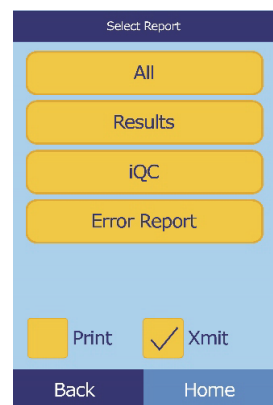 Select Report
All
Results
iQC
Error Report
Print Xmit
Back Home